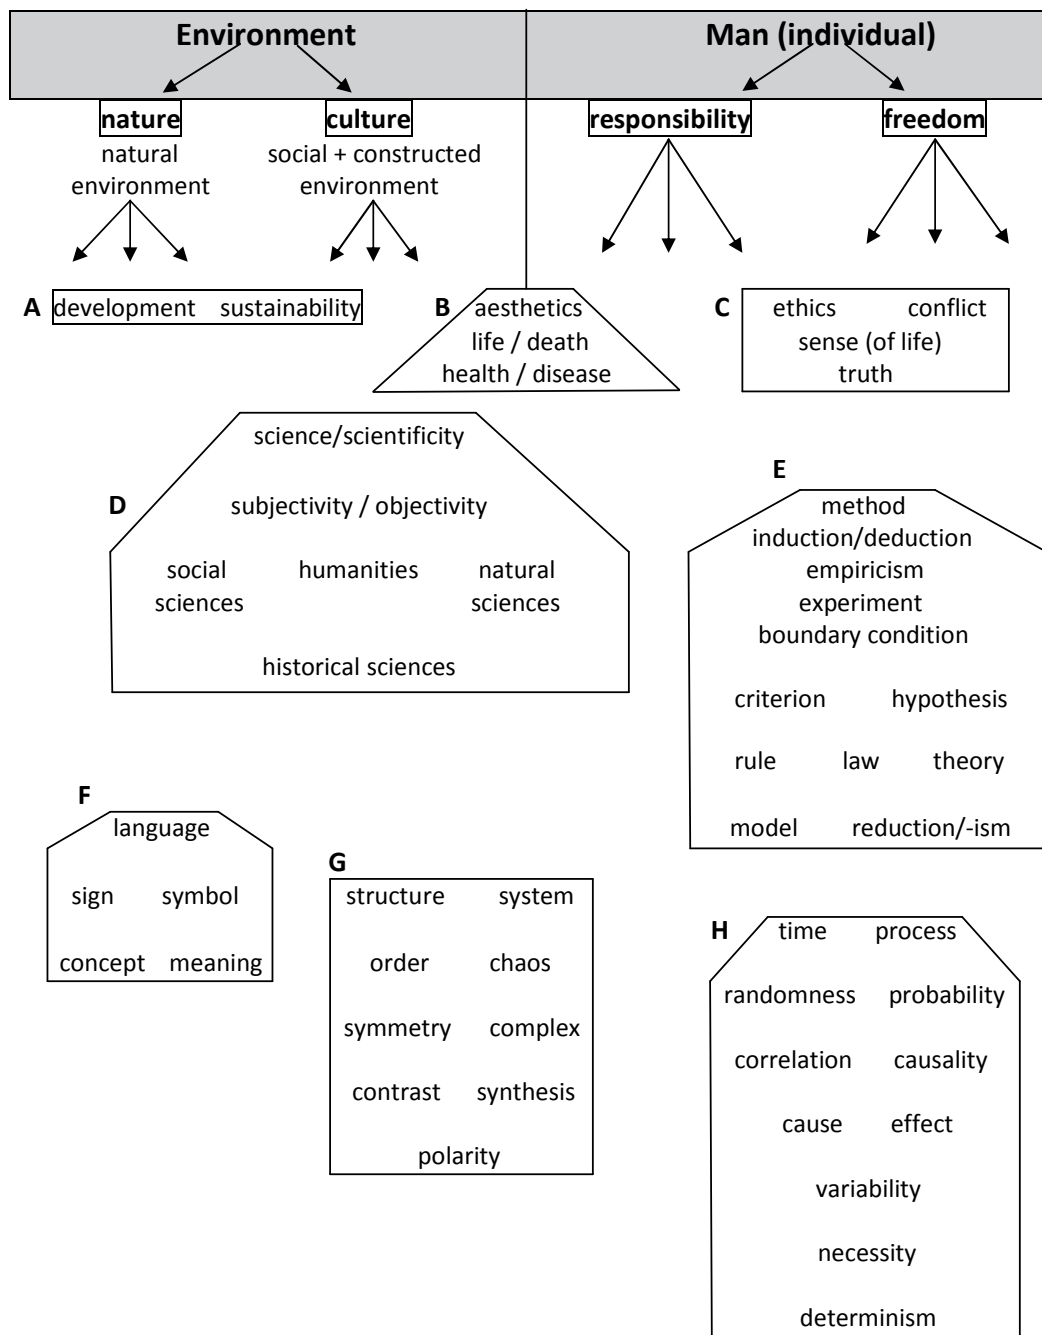 Environment
Man (individual)
nature
culture
responsibility
freedom
natural
environment
social + constructed
environment
A
development sustainability
B
aesthetics
life / death
health / disease
C
ethics conflict
sense (of life)
truth
D
science/scientificity
subjectivity / objectivity
social
sciences
humanities
natural
sciences
historical sciences
E
method
induction/deduction
empiricism
experiment
boundary condition
criterion hypothesis
rule law theory
model reduction/-ism
F
language
sign symbol
concept meaning
G
structure system
order chaos
symmetry complex
contrast synthesis
polarity
H
time process
randomness probability
correlation causality
cause effect
variability
necessity
determinism